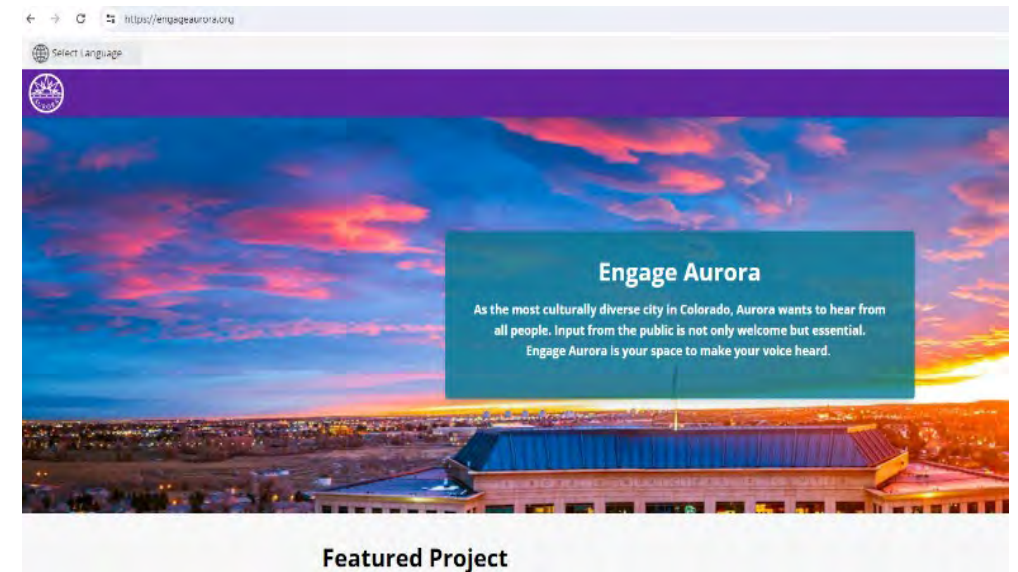 https://engageaurora.org
Select Language
AURORA
Engage Aurora
As the most culturally diverse city in Colorado, Aurora wants to hear from
all people. Input from the public is not only welcome but essential.
Engage Aurora is your space to make your voice heard.
Featured Project